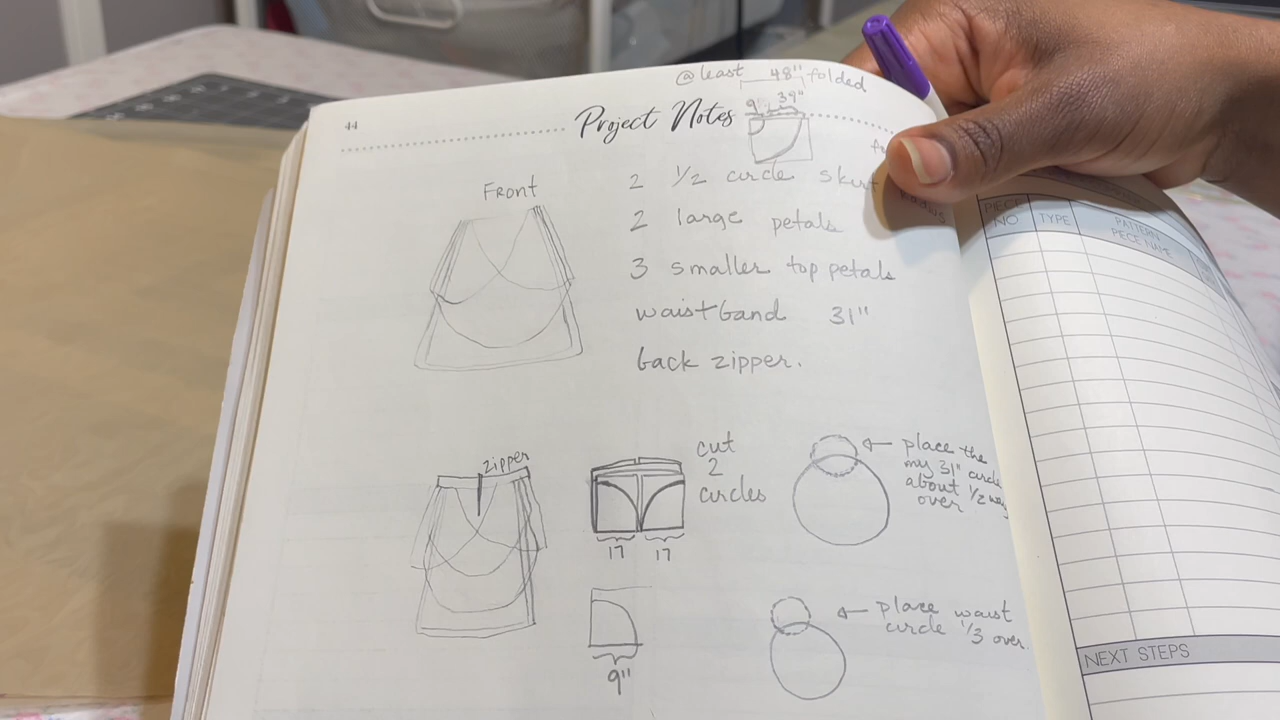 @ least 48" folded
44
Project Notes
9" 39"
2 1/2 circle skirt
Radius
Front
2 large petals
3 smaller top petals
waistband 31"
back zipper.
zipper
cut
2
circles
17 17
place the
my 31" circle
about 1/2 way
over
9"
place waist
circle 1/3 over.
PIECE NO
TYPE
PATTERN PIECE NAME
NEXT STEPS